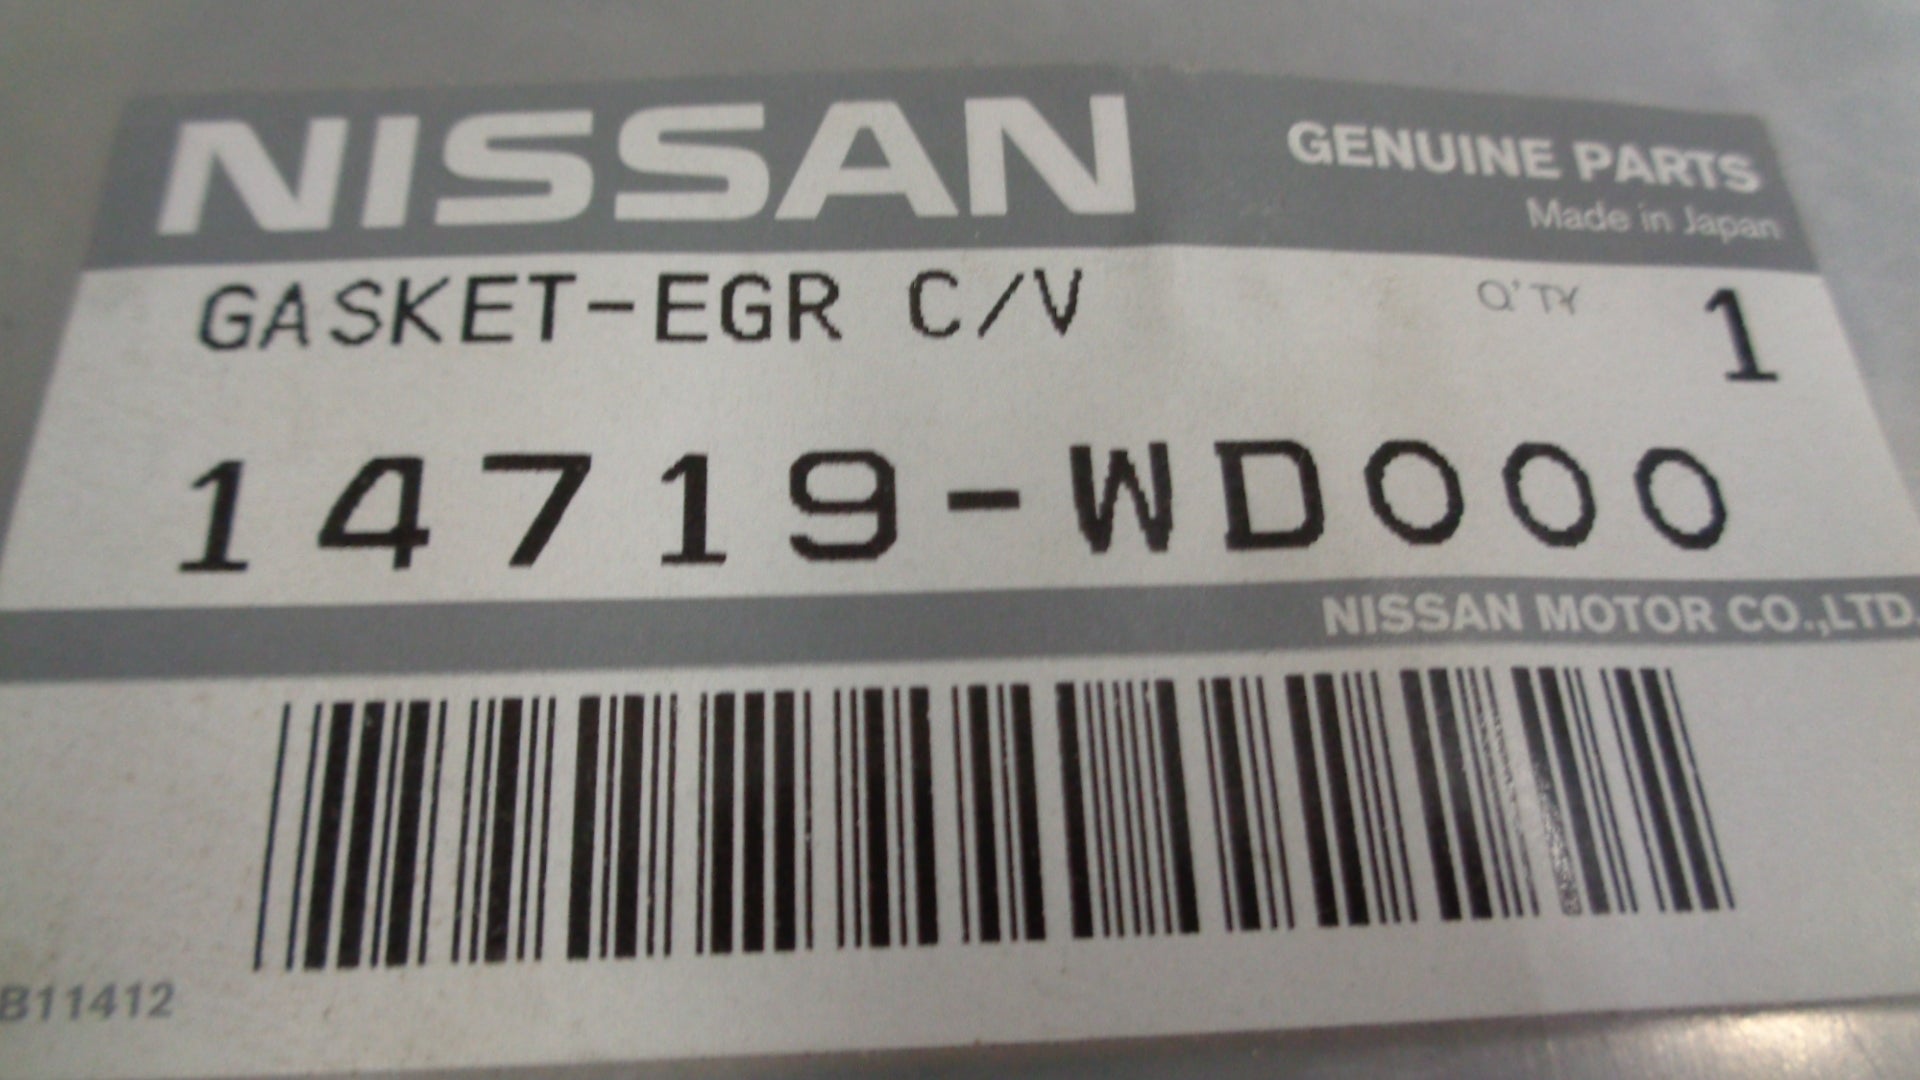 NISSAN
GENUINE PARTS
Made in Japan
GASKET-EGR C/V Q'TY 1
14719-WD000
NISSAN MOTOR CO.,LTD.
B11412